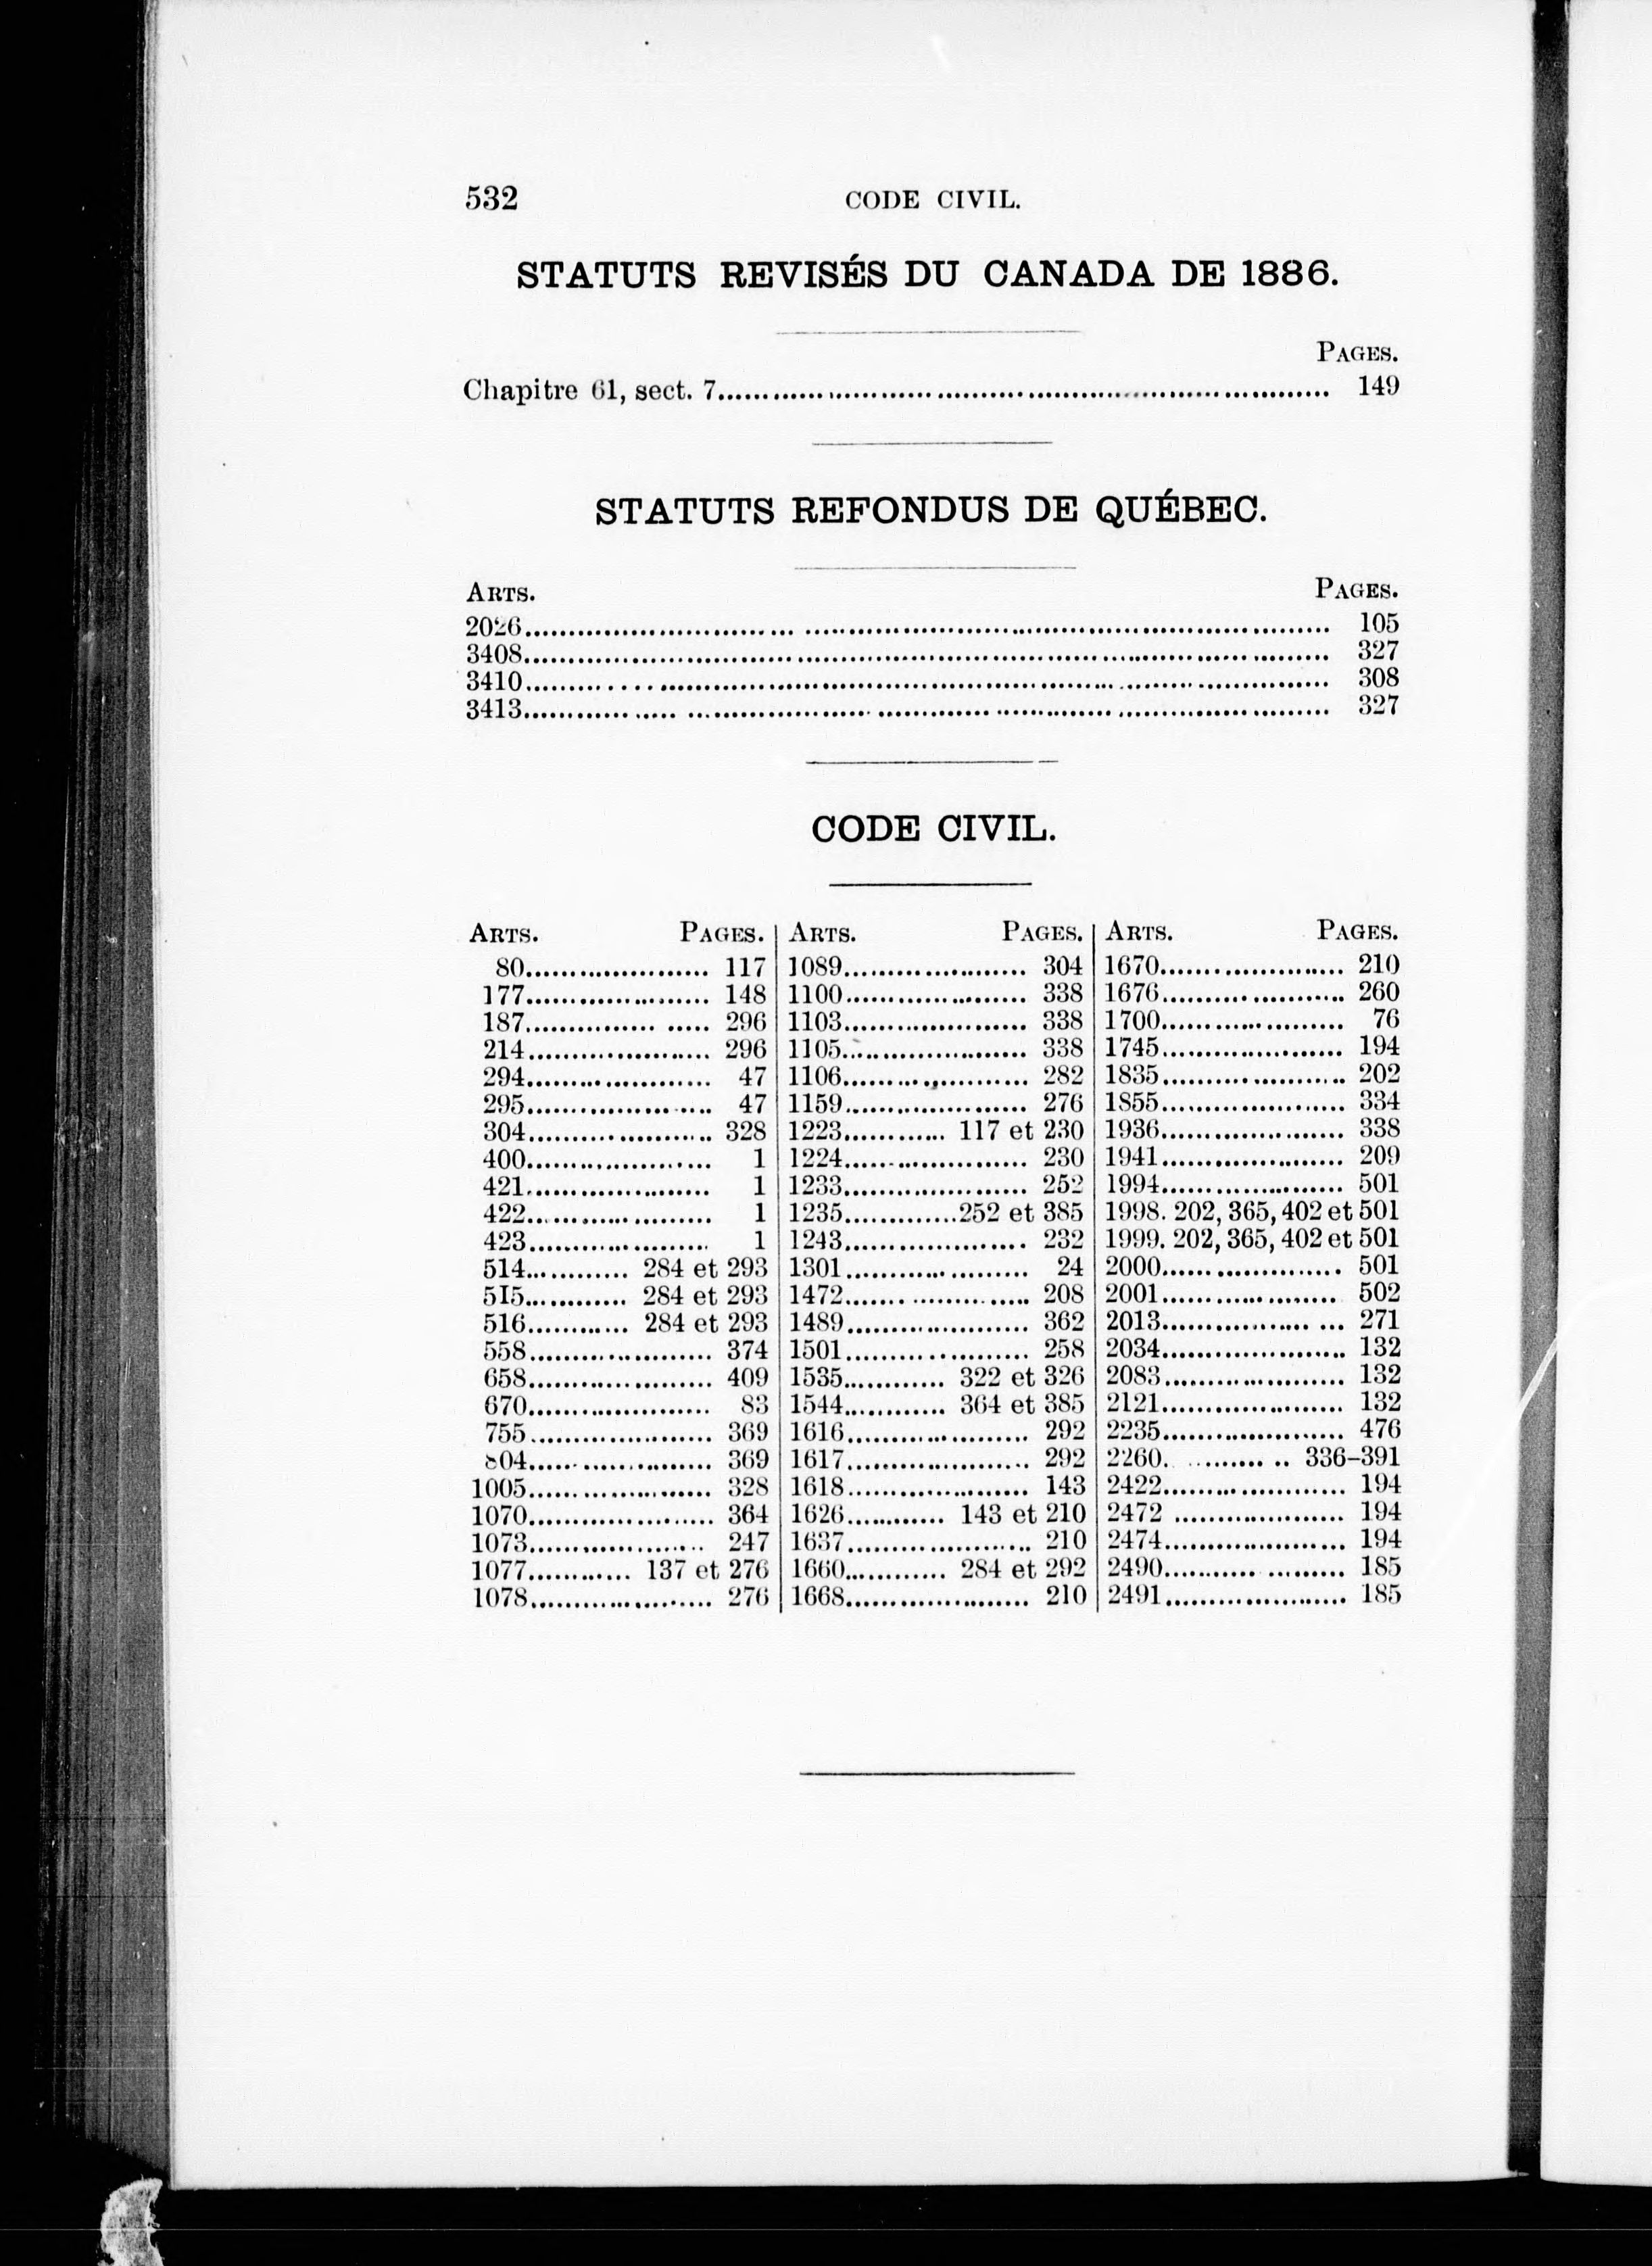 532 CODE CIVIL.
STATUTS REVISÉS DU CANADA DE 1886.
PAGES.
Chapitre 61, sect. 7.......... 149
STATUTS REFONDUS DE QUÉBEC.
ARTS. PAGES.
2026.......... 105
3408.......... 327
3410.......... 308
3413.......... 327
CODE CIVIL.
ARTS. PAGES.
80.......... 117
177.......... 148
187.......... 296
214.......... 296
294.......... 47
295.......... 47
304.......... 328
400.......... 1
421.......... 1
422.......... 1
423.......... 1
514.......... 284 et 293
515.......... 284 et 293
516.......... 284 et 293
558.......... 374
658.......... 409
670.......... 83
755.......... 369
804.......... 369
1005.......... 328
1070.......... 364
1073.......... 247
1077.......... 137 et 276
1078.......... 276
ARTS. PAGES.
1089.......... 304
1100.......... 338
1103.......... 338
1105.......... 338
1106.......... 282
1159.......... 276
1223.......... 117 et 230
1224.......... 230
1233.......... 252
1235..........252 et 385
1243.......... 232
1301.......... 24
1472.......... 208
1489.......... 362
1501.......... 258
1535.......... 322 et 326
1544.......... 364 et 385
1616.......... 292
1617.......... 292
1618.......... 143
1626.......... 143 et 210
1637.......... 210
1660.......... 284 et 292
1668.......... 210
ARTS. PAGES.
1670.......... 210
1676.......... 260
1700.......... 76
1745.......... 194
1835.......... 202
1855.......... 334
1936.......... 338
1941.......... 209
1994.......... 501
1998. 202, 365, 402 et 501
1999. 202, 365, 402 et 501
2000.......... 501
2001.......... 502
2013.......... 271
2034.......... 132
2083.......... 132
2121.......... 132
2235.......... 476
2260.......... 336-391
2422.......... 194
2472.......... 194
2474.......... 194
2490.......... 185
2491.......... 185